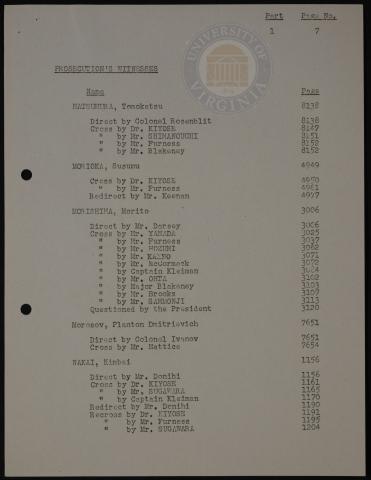 Part Page No.
1 7
UNIVERSITY OF VIRGINIA
PROSECUTION'S WITNESSES
Name Page
MATSUMURA, Tomokatsu 8138
Direct by Colonel Rosenblit 8138
Cross by Dr. KIYOSE 8147
" by Mr. SHIMANOUCHI 8151
" by Mr. Furness 8152
" by Mr. Blakeney 8152
MORIOKA, Susumu 4949
Cross by Dr. KIYOSE 4950
" by Mr. Furness 4961
Redirect by Mr. Keenan 4977
MORISHIMA, Morito 3006
Direct by Mr. Dorsey 3006
Cross by Mr. YAMADA 3025
" by Mr. Furness 3037
" by Mr. HOZUMI 3062
" by Mr. KAINO 3071
" by Mr. McCormack 3072
" by Captain Kleiman 3084
" by Mr. OHTA 3102
" by Major Blakeney 3103
" by Mr. Brooks 3107
" by Mr. SAMMONJI 3113
Questioned by the President 3120
Morosov, Planton Dmitrievich 7651
Direct by Colonel Ivanov 7651
Cross by Mr. Mattice 7654
NAKAI, Kimbei 1156
Direct by Mr. Donihi 1156
Cross by Dr. KIYOSE 1161
" by Mr. SUGAWARA 1165
" by Captain Kleiman 1170
Redirect by Mr. Donihi 1190
Recross by Dr. KIYOSE 1191
" by Mr. Furness 1195
" by Mr. SUGAWARA 1204